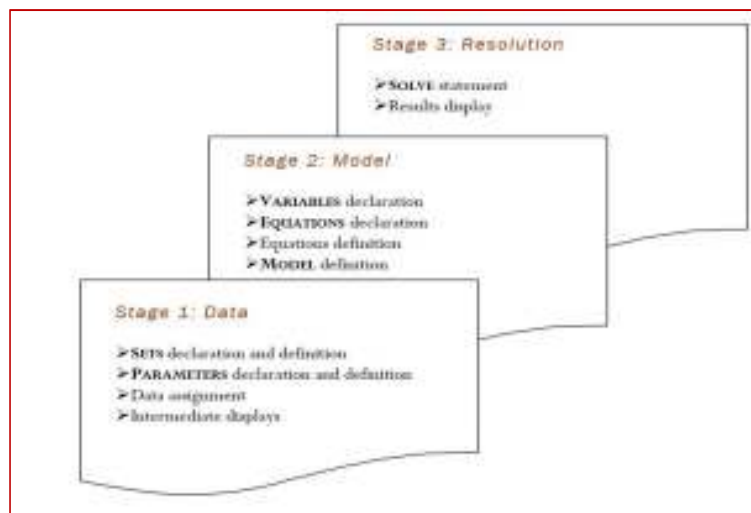 Stage 3: Resolution
➢SOLVE statement
➢Results display
Stage 2: Model
➢VARIABLES declaration
➢EQUATIONS declaration
➢Equations definition
➢MODEL definition
Stage 1: Data
➢SETS declaration and definition
➢PARAMETERS declaration and definition
➢Data assignment
➢Intermediate displays